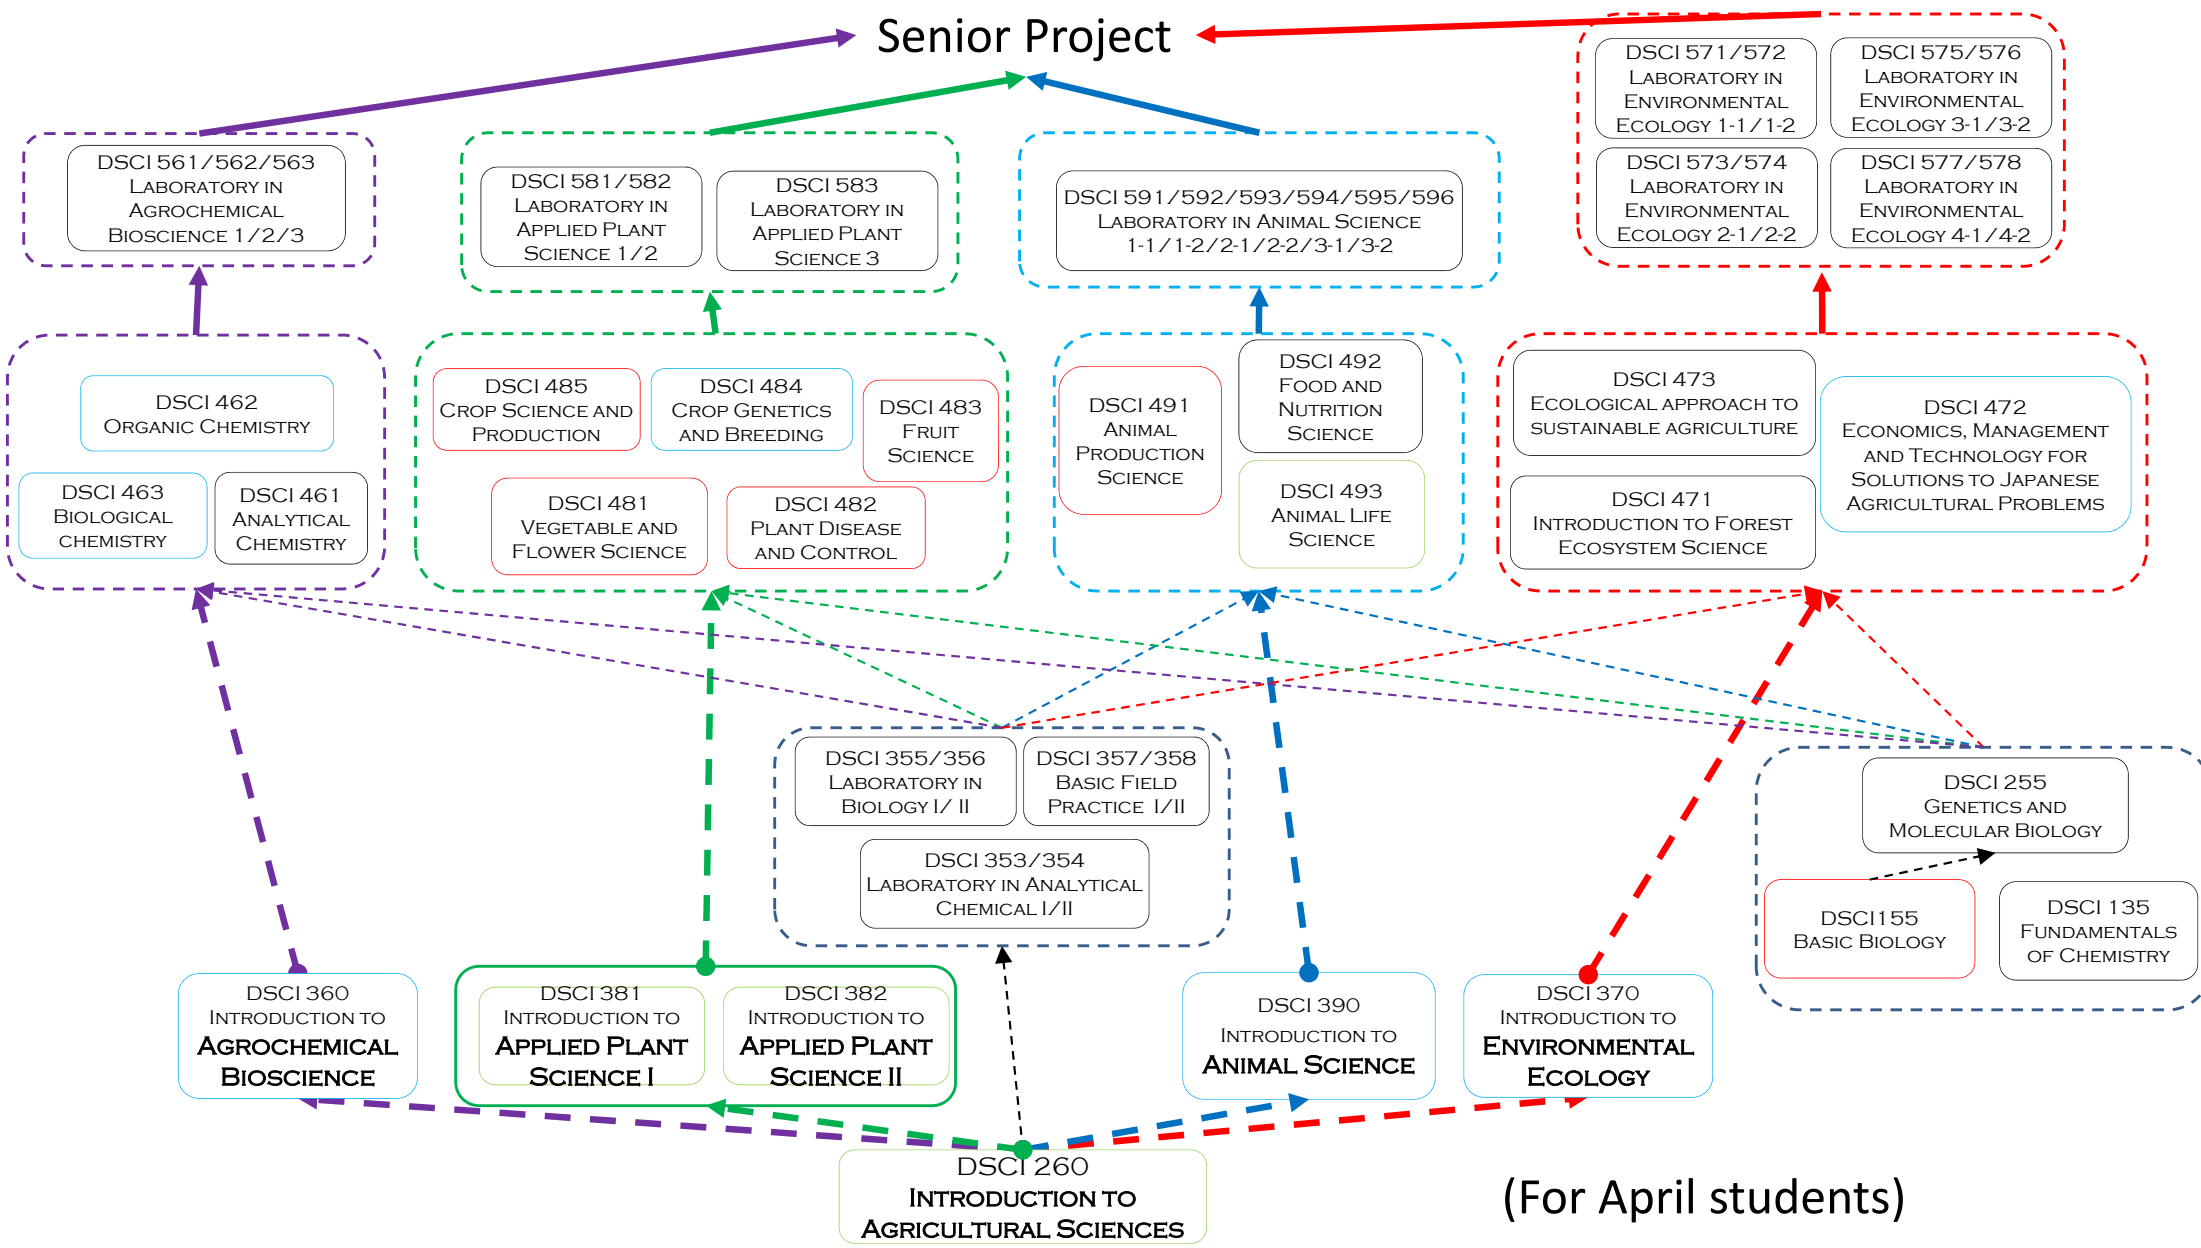 Senior Project
DSCI 571/572
Laboratory in
Environmental
Ecology 1-1/1-2
DSCI 575/576
Laboratory in
Environmental
Ecology 3-1/3-2
DSCI 573/574
Laboratory in
Environmental
Ecology 2-1/2-2
DSCI 577/578
Laboratory in
Environmental
Ecology 4-1/4-2
DSCI 561/562/563
Laboratory in
Agrochemical
Bioscience 1/2/3
DSCI 581/582
Laboratory in
Applied Plant
Science 1/2
DSCI 583
Laboratory in
Applied Plant
Science 3
DSCI 591/592/593/594/595/596
Laboratory in Animal Science
1-1/1-2/2-1/2-2/3-1/3-2
DSCI 462
Organic Chemistry
DSCI 463
Biological
chemistry
DSCI 461
Analytical
Chemistry
DSCI 485
Crop Science and
Production
DSCI 484
Crop Genetics
and Breeding
DSCI 483
Fruit
Science
DSCI 481
Vegetable and
Flower Science
DSCI 482
Plant Disease
and Control
DSCI 491
Animal
Production
Science
DSCI 492
Food and
Nutrition
Science
DSCI 493
Animal Life
Science
DSCI 473
Ecological approach to
sustainable agriculture
DSCI 472
Economics, Management
and Technology for
Solutions to Japanese
Agricultural Problems
DSCI 471
Introduction to Forest
Ecosystem Science
DSCI 355/356
Laboratory in
Biology I/ II
DSCI 357/358
Basic Field
Practice I/II
DSCI 353/354
Laboratory in Analytical
Chemical I/II
DSCI 255
Genetics and
Molecular Biology
DSCI155
Basic Biology
DSCI 135
Fundamentals
of Chemistry
DSCI 360
Introduction to
Agrochemical
Bioscience
DSCI 381
Introduction to
Applied Plant
Science I
DSCI 382
Introduction to
Applied Plant
Science II
DSCI 390
Introduction to
Animal Science
DSCI 370
Introduction to
Environmental
Ecology
DSCI 260
Introduction to
Agricultural Sciences
(For April students)